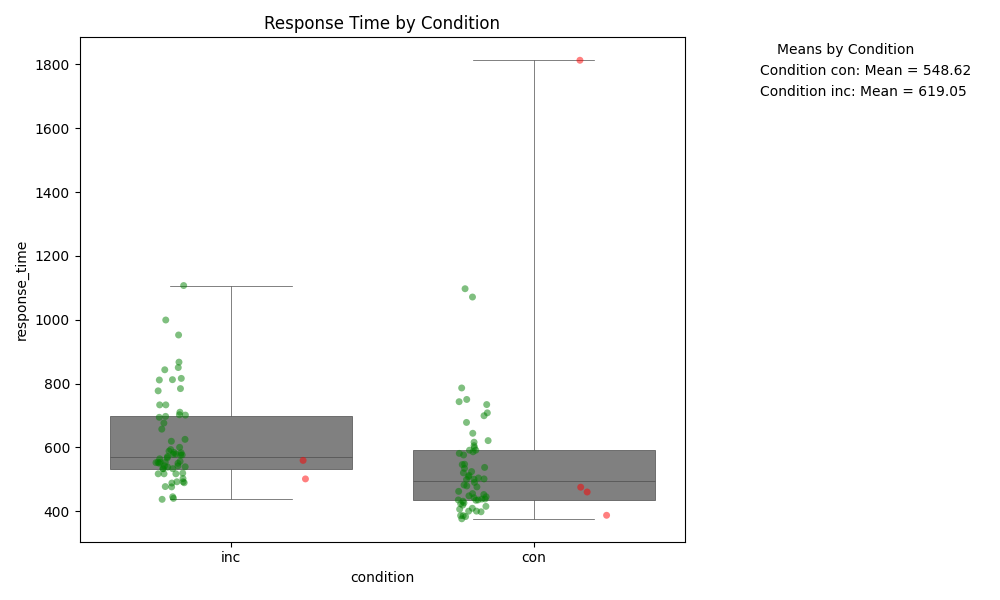 Response Time by Condition
Means by Condition
Condition con: Mean = 548.62
Condition inc: Mean = 619.05
1800
1600
1400
1200
1000
800
600
400
response_time
inc
con
condition